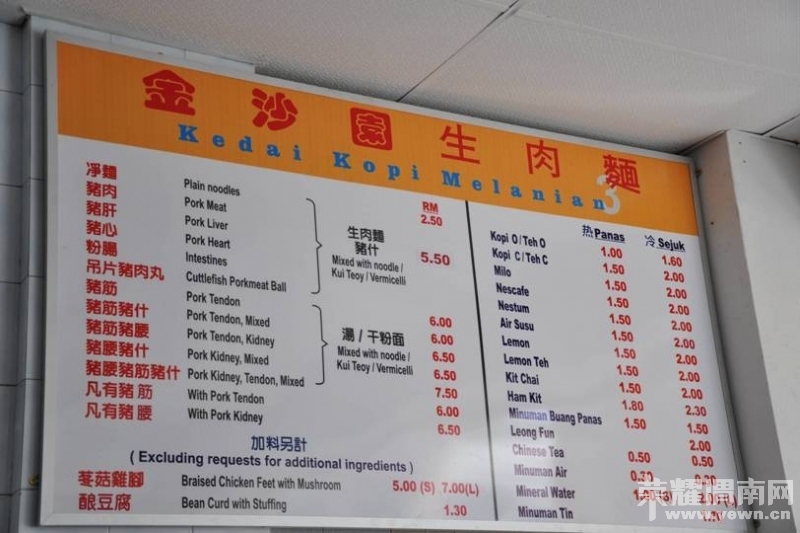 金沙園生肉麵
Kedai Kopi Melanian 3
RM
淨麵 Plain noodles 2.50
豬肉 Pork Meat
豬肝 Pork Liver
豬心 Pork Heart
粉腸 Intestines
吊片豬肉丸 Cuttlefish Porkmeat Ball
生肉麵
豬什
Mixed with noodle /
Kui Teoy / Vermicelli
5.50
豬筋 Pork Tendon 6.00
豬筋豬什 Pork Tendon, Mixed 6.00
豬筋豬腰 Pork Tendon, Kidney 6.50
豬腰豬什 Pork Kidney, Mixed 6.50
豬腰豬筋豬什 Pork Kidney, Tendon, Mixed 7.50
湯 / 干粉面
Mixed with noodle /
Kui Teoy / Vermicelli
凡有豬筋 With Pork Tendon 6.00
凡有豬腰 With Pork Kidney 6.50
加料另計
( Excluding requests for additional ingredients )
苳菇雞腳 Braised Chicken Feet with Mushroom 5.00 (S) 7.00(L)
酿豆腐 Bean Curd with Stuffing 1.30
热 Panas 冷 Sejuk
Kopi O / Teh O 1.00 1.60
Kopi C / Teh C 1.50 2.00
Milo 1.50 2.00
Nescafe 1.50 2.00
Nestum 1.50 2.00
Air Susu 1.50 2.00
Lemon 1.50 2.00
Lemon Teh 1.50 2.00
Kit Chai 1.50 2.00
Ham Kit 1.80 2.30
Minuman Buang Panas 1.50 1.50
Leong Fun 2.00
Chinese Tea 0.50 0.50
Minuman Air 0.30
Mineral Water
Minuman Tin
荣耀渭南网
www.vewn.cn